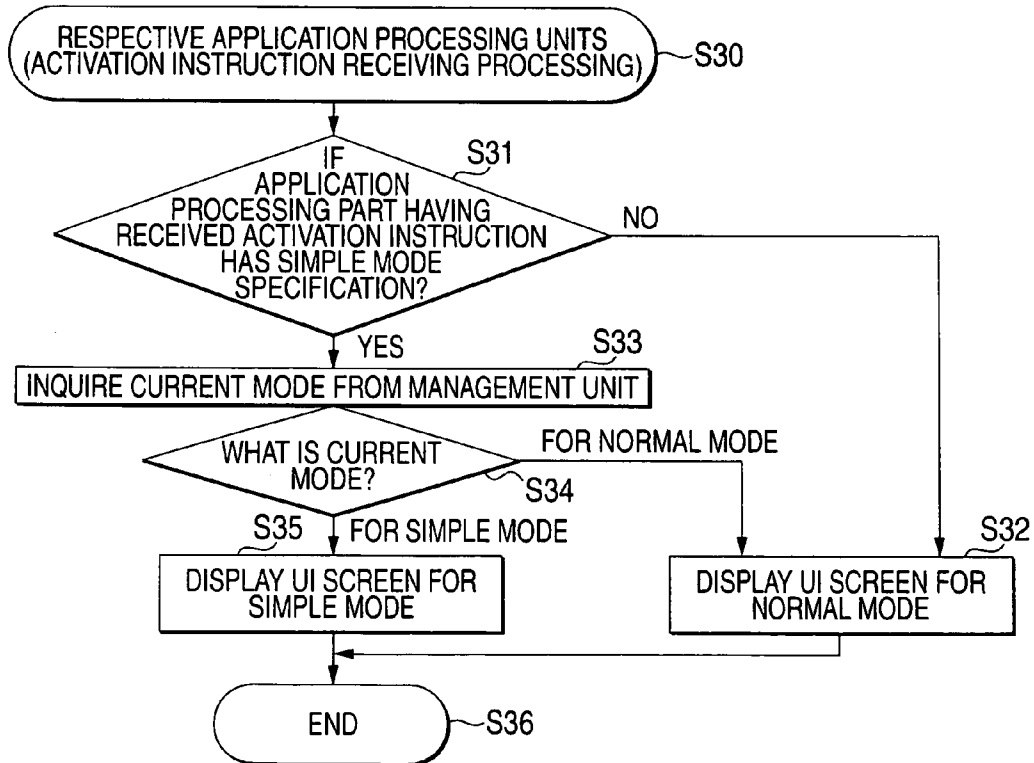 RESPECTIVE APPLICATION PROCESSING UNITS
(ACTIVATION INSTRUCTION RECEIVING PROCESSING)
S30
S31
IF
APPLICATION
PROCESSING PART HAVING
RECEIVED ACTIVATION INSTRUCTION
HAS SIMPLE MODE
SPECIFICATION?
NO
YES
S33
INQUIRE CURRENT MODE FROM MANAGEMENT UNIT
WHAT IS CURRENT
MODE?
FOR NORMAL MODE
S34
FOR SIMPLE MODE
S35
DISPLAY UI SCREEN FOR
SIMPLE MODE
S32
DISPLAY UI SCREEN FOR
NORMAL MODE
END
S36